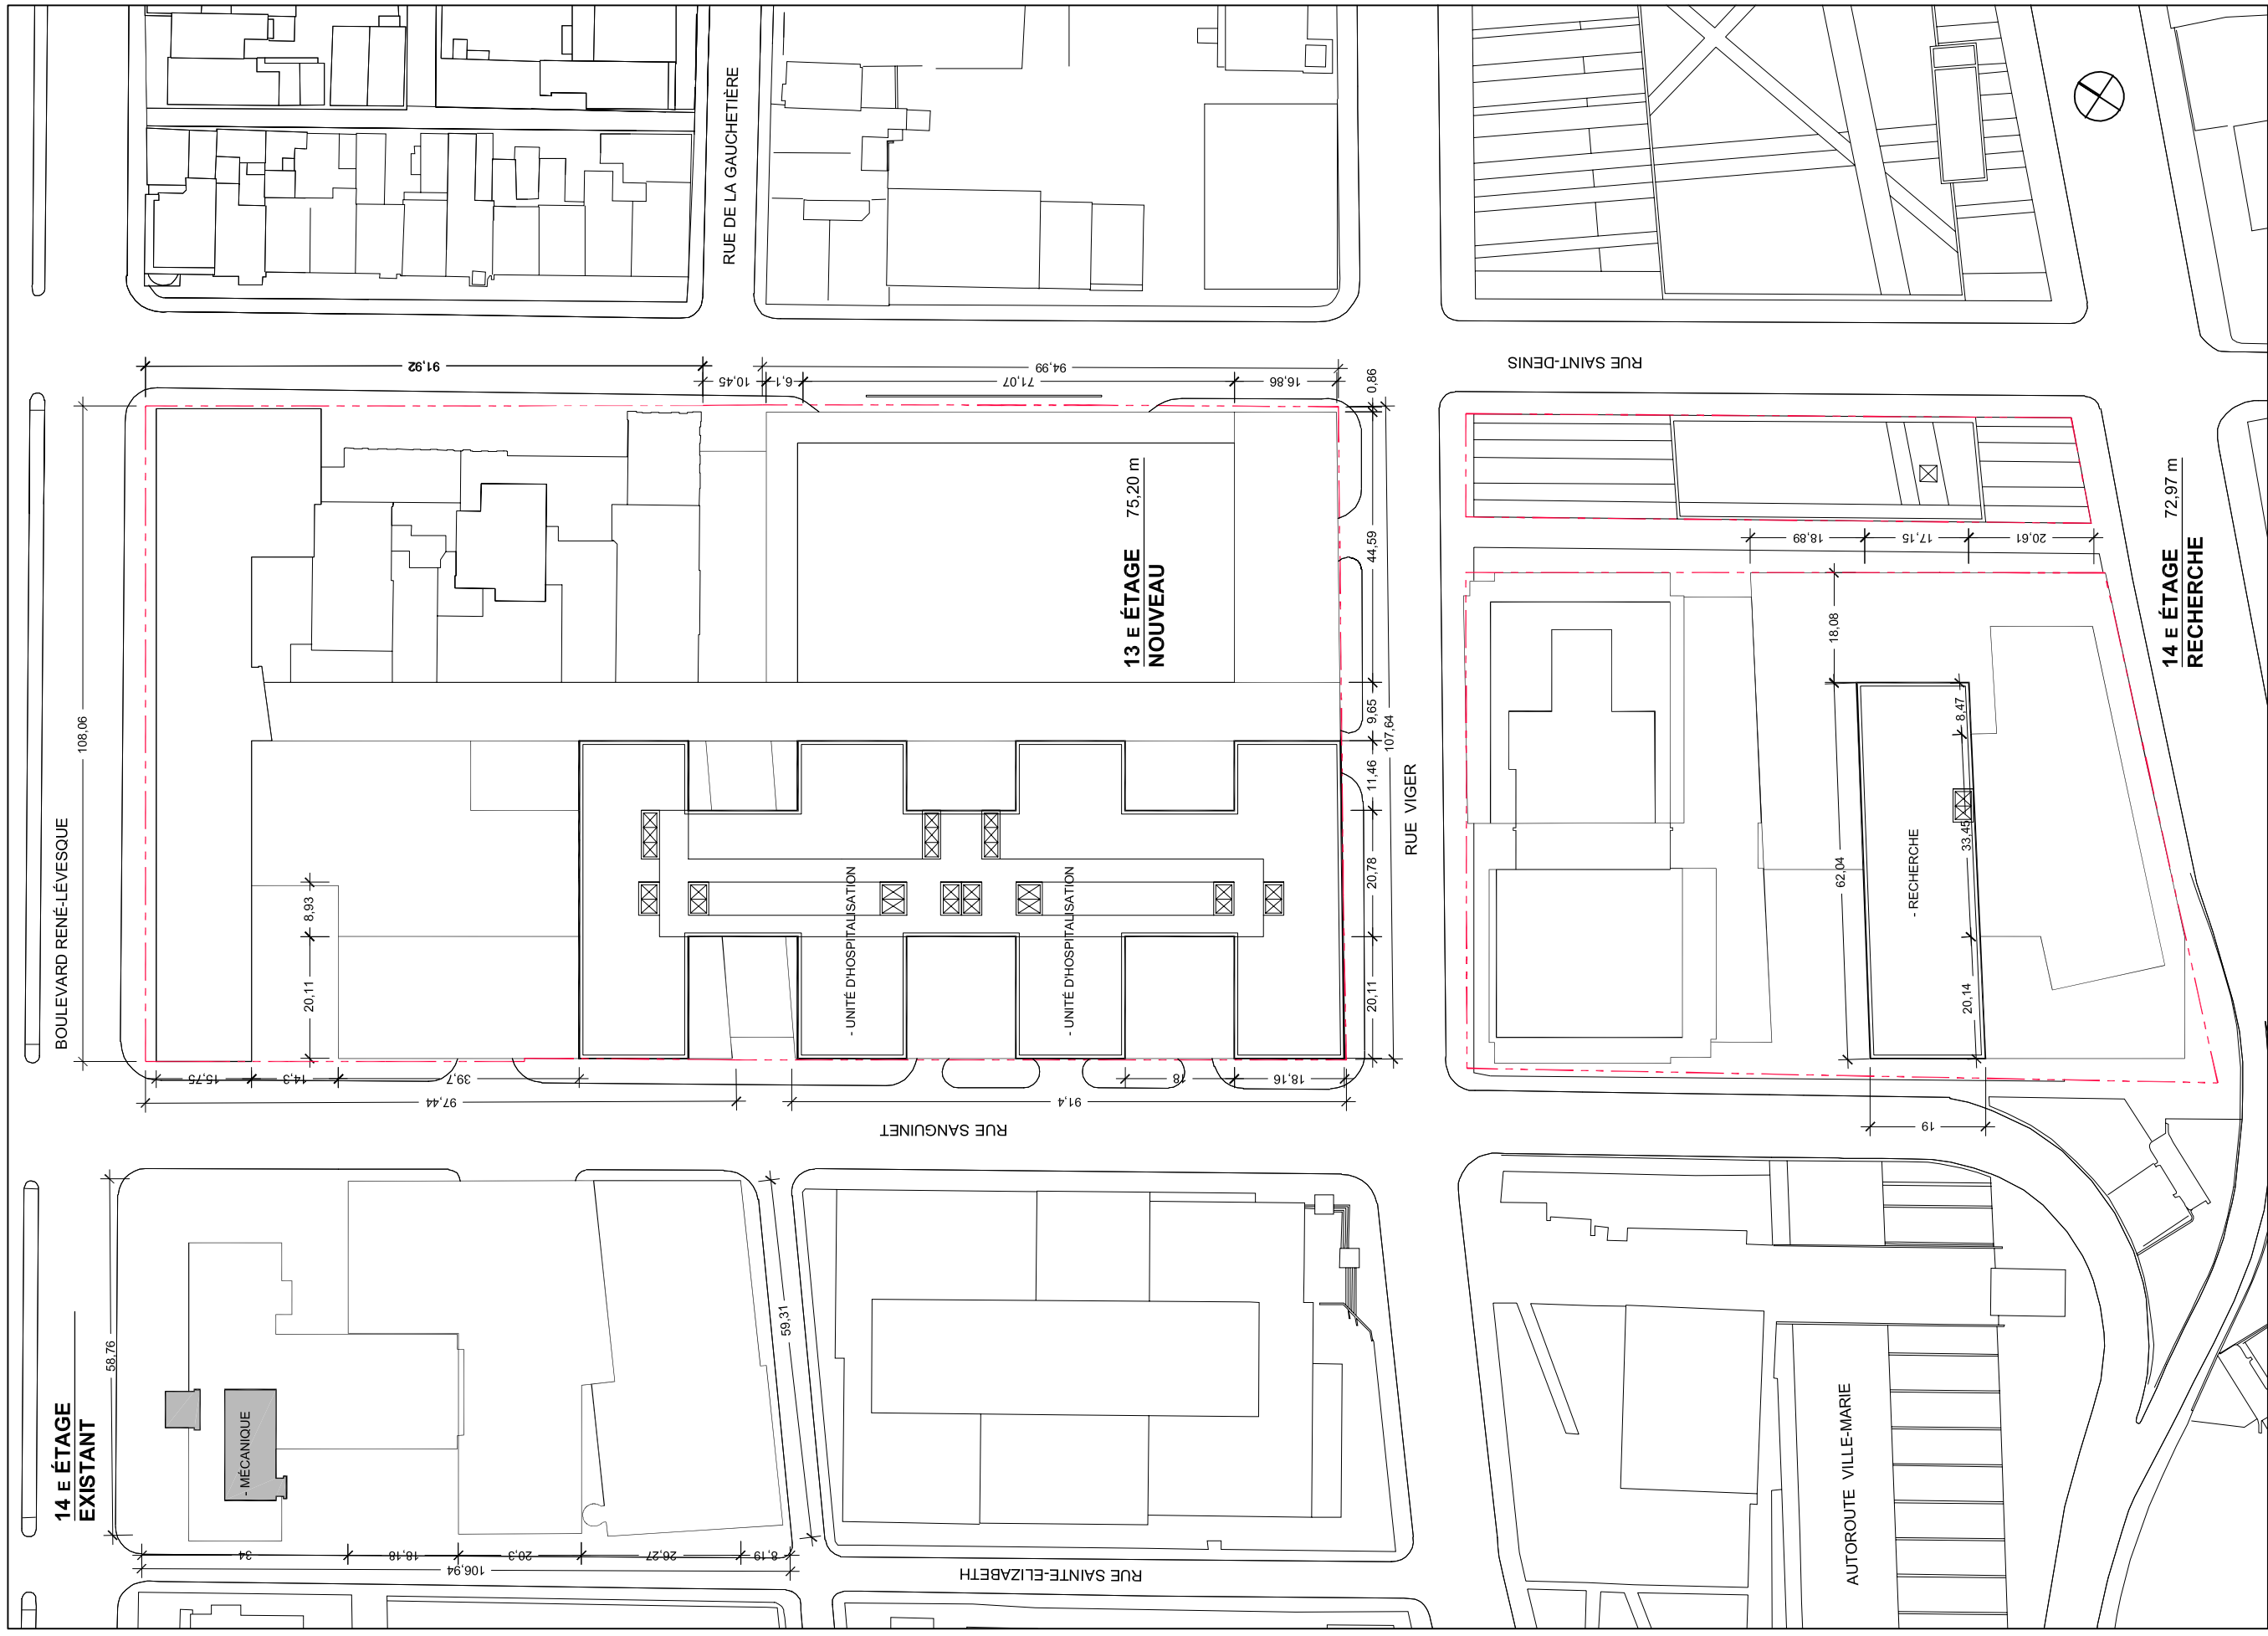 RUE DE LA GAUCHETIÈRE
RUE SAINT-DENIS
91,92
10,45
6,1
71,07
94,99
16,86
0,86
108,06
BOULEVARD RENÉ-LÉVESQUE
13 E ÉTAGE 75,20 m
NOUVEAU
44,59
9,65
107,64
11,46
20,78
20,11
RUE VIGER
18,89
17,15
20,61
18,08
14 E ÉTAGE 72,97 m
RECHERCHE
8,47
33,45
62,04
- RECHERCHE
20,14
19
8,93
20,11
- UNITÉ D'HOSPITALISATION
- UNITÉ D'HOSPITALISATION
15,75
14,3
39,7
97,44
18
18,16
91,4
RUE SANGUINET
58,76
59,31
14 E ÉTAGE
EXISTANT
- MÉCANIQUE
34
18,18
20,3
26,27
8,19
106,94
RUE SAINTE-ELIZABETH
AUTOROUTE VILLE-MARIE